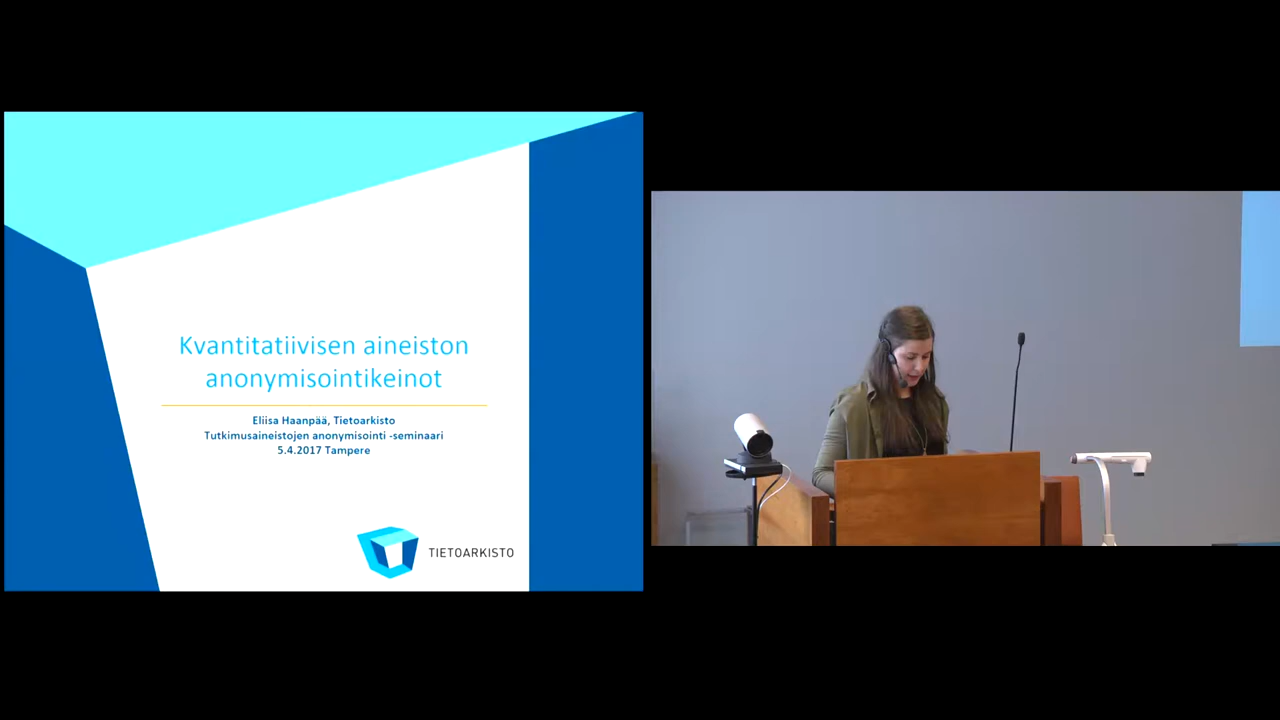 Kvantitatiivisen aineiston
anonymisointikeinot
Eliisa Haanpää, Tietoarkisto
Tutkimusaineistojen anonymisointi -seminaari
5.4.2017 Tampere
TIETOARKISTO